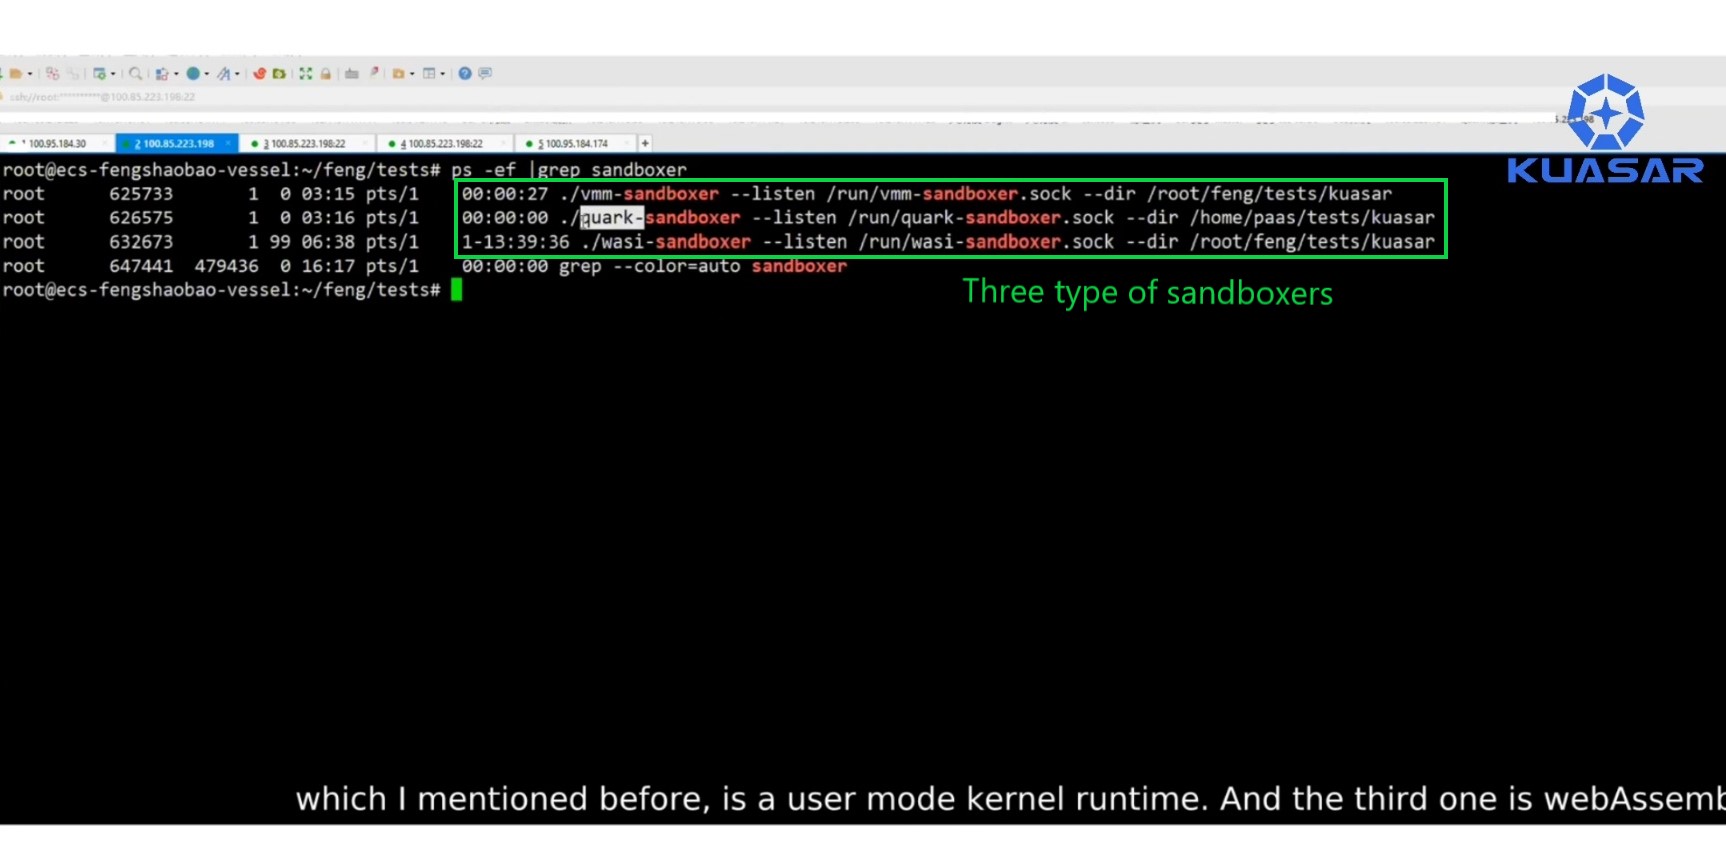 ssh://root:**********@100.85.223.198:22
1 100.95.184.30
2 100.85.223.198
3 100.85.223.198:22
4 100.85.223.198:22
5 100.95.184.174
+
KUASAR
root@ecs-fengshaobao-vessel:~/feng/tests# ps -ef |grep sandboxer
root 625733 1 0 03:15 pts/1 00:00:27 ./vmm-sandboxer --listen /run/vmm-sandboxer.sock --dir /root/feng/tests/kuasar
root 626575 1 0 03:16 pts/1 00:00:00 ./quark-sandboxer --listen /run/quark-sandboxer.sock --dir /home/paas/tests/kuasar
root 632673 1 99 06:38 pts/1 1-13:39:36 ./wasi-sandboxer --listen /run/wasi-sandboxer.sock --dir /root/feng/tests/kuasar
root 647441 479436 0 16:17 pts/1 00:00:00 grep --color=auto sandboxer
root@ecs-fengshaobao-vessel:~/feng/tests#
Three type of sandboxers
which I mentioned before, is a user mode kernel runtime. And the third one is webAssemb